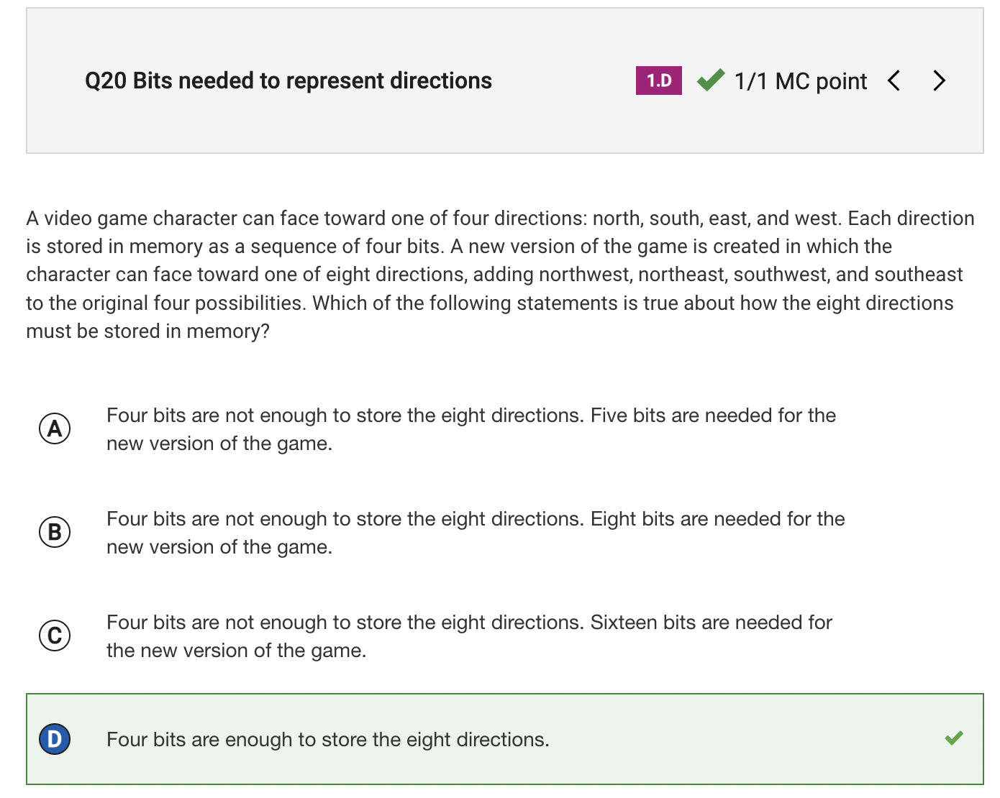 Q20 Bits needed to represent directions
1.D
1/1 MC point
A video game character can face toward one of four directions: north, south, east, and west. Each direction
is stored in memory as a sequence of four bits. A new version of the game is created in which the
character can face toward one of eight directions, adding northwest, northeast, southwest, and southeast
to the original four possibilities. Which of the following statements is true about how the eight directions
must be stored in memory?
A
Four bits are not enough to store the eight directions. Five bits are needed for the
new version of the game.
B
Four bits are not enough to store the eight directions. Eight bits are needed for the
new version of the game.
C
Four bits are not enough to store the eight directions. Sixteen bits are needed for
the new version of the game.
D
Four bits are enough to store the eight directions.